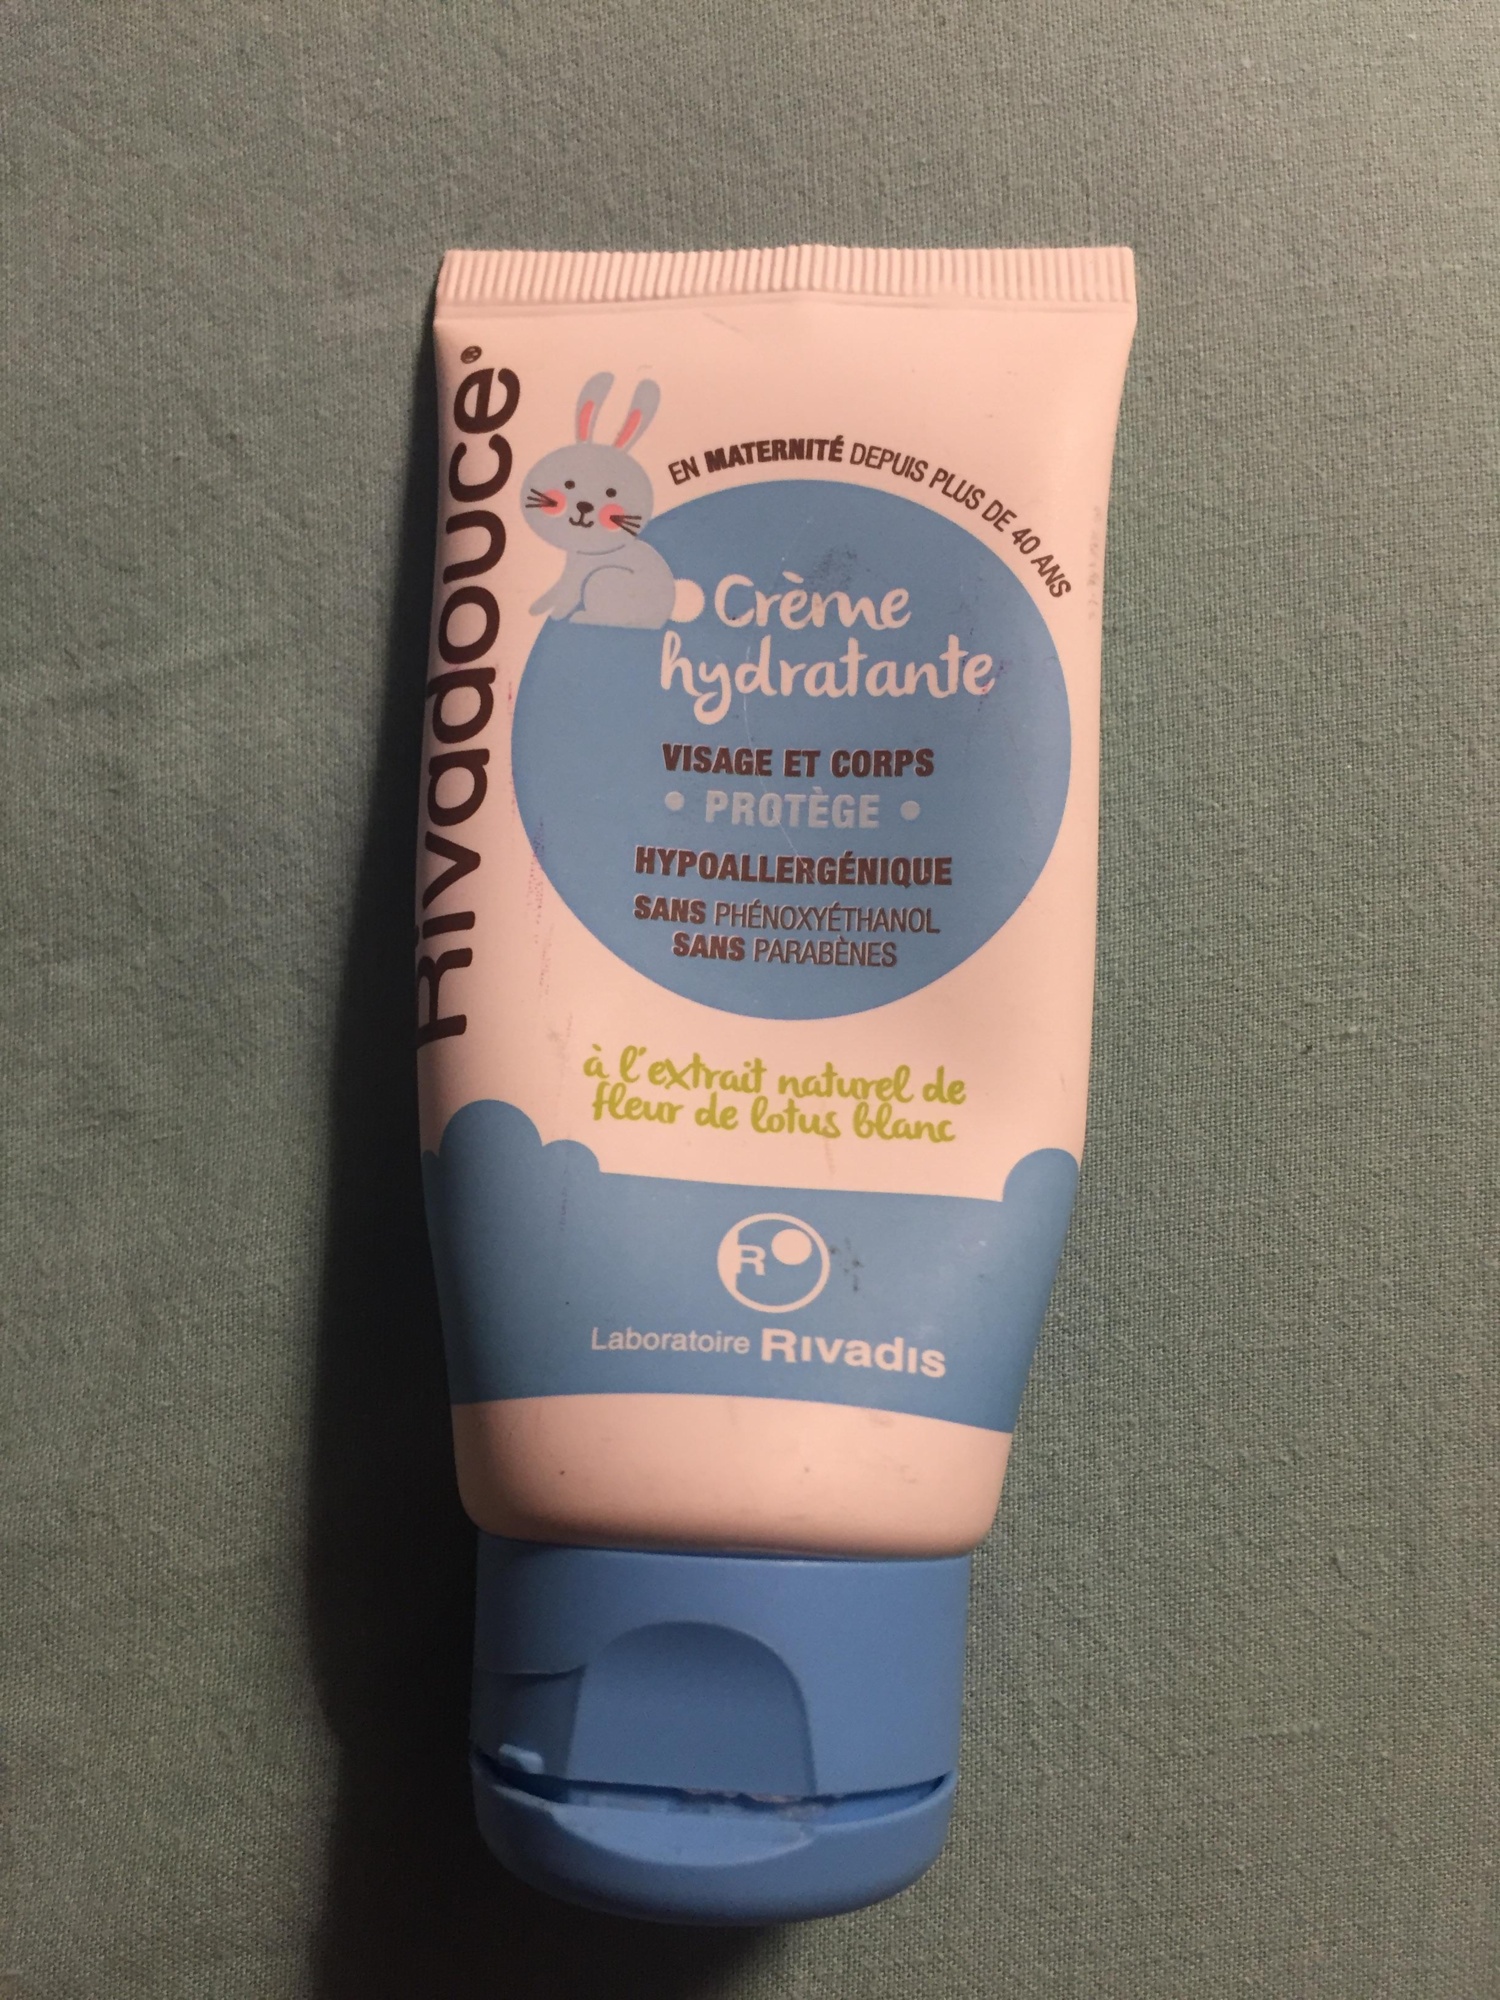 Rivadouce®
EN MATERNITÉ DEPUIS PLUS DE 40 ANS
Crème
hydratante
VISAGE ET CORPS
• PROTÈGE •
HYPOALLERGÉNIQUE
SANS PHÉNOXYÉTHANOL
SANS PARABÈNES
à l'extrait naturel de
fleur de lotus blanc
R
Laboratoire Rivadis